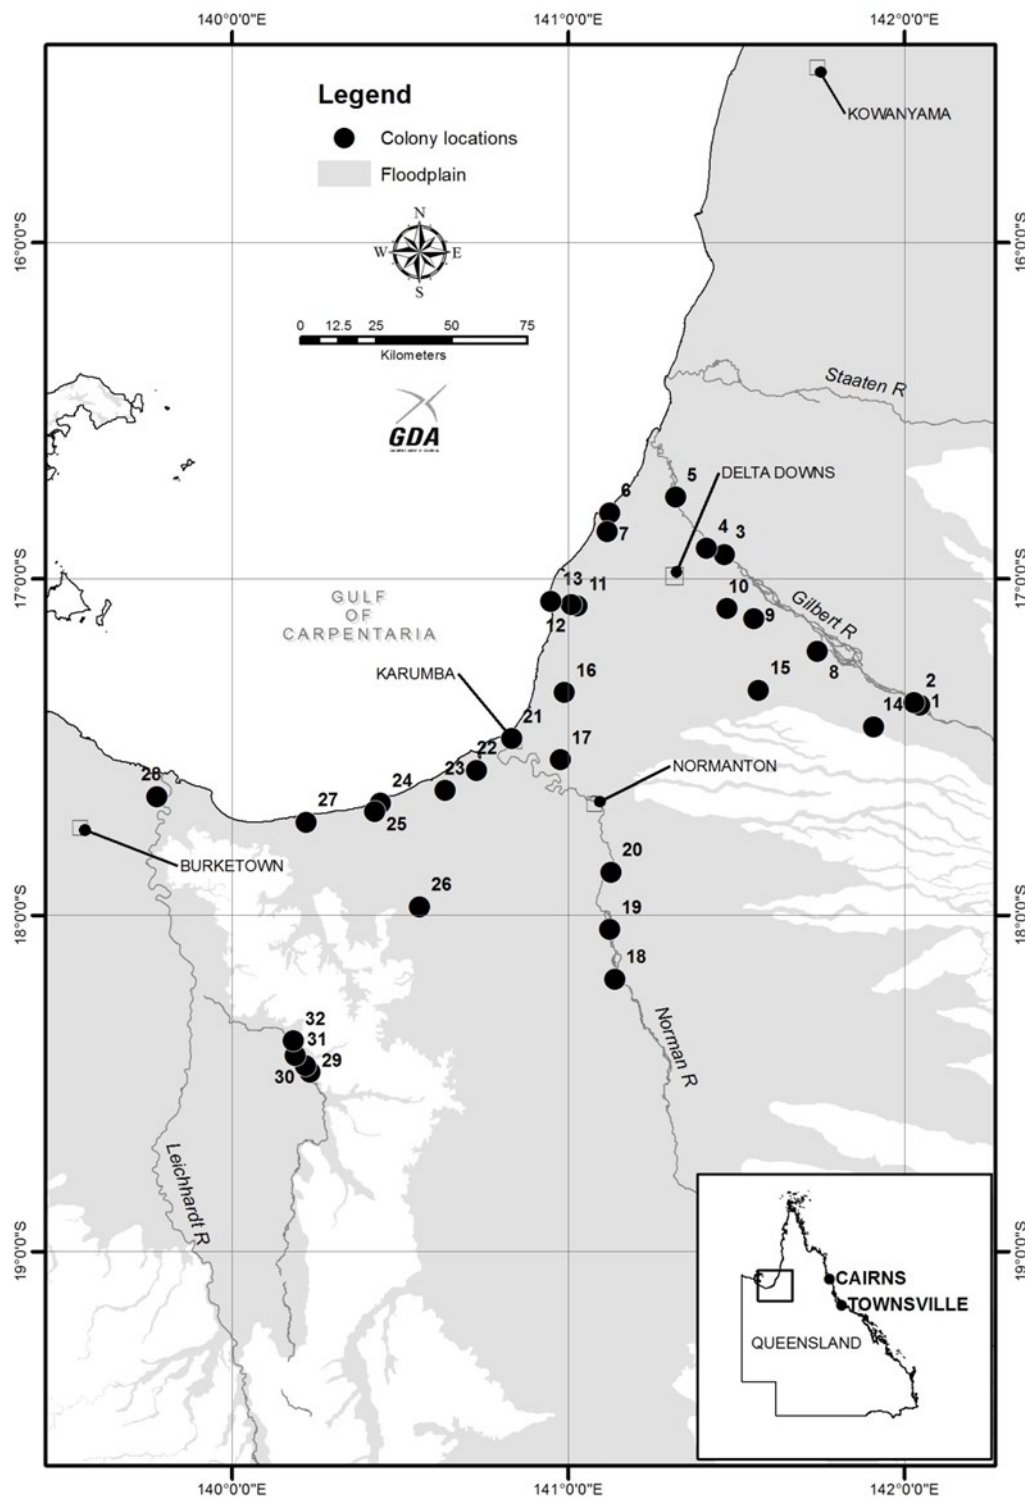 140°0'0"E 141°0'0"E 142°0'0"E
Legend
Colony locations
Floodplain
KOWANYAMA
N
W E
S
16°0'0"S 16°0'0"S
0 12.5 25 50 75
Kilometers
Staaten R
GDA
5 DELTA DOWNS
6
7
4 3
17°0'0"S 17°0'0"S
13 11
12
10
9
Gilbert R
8
GULF
OF
CARPENTARIA
KARUMBA
16
15
2
1
14
21
22
17
NORMANTON
28
27
24
23
25
BURKETOWN
20
26
19
18°0'0"S 18°0'0"S
18
32
31
29
30
Norman R
Leichhardt R
19°0'0"S 19°0'0"S
CAIRNS
TOWNSVILLE
QUEENSLAND
140°0'0"E 141°0'0"E 142°0'0"E